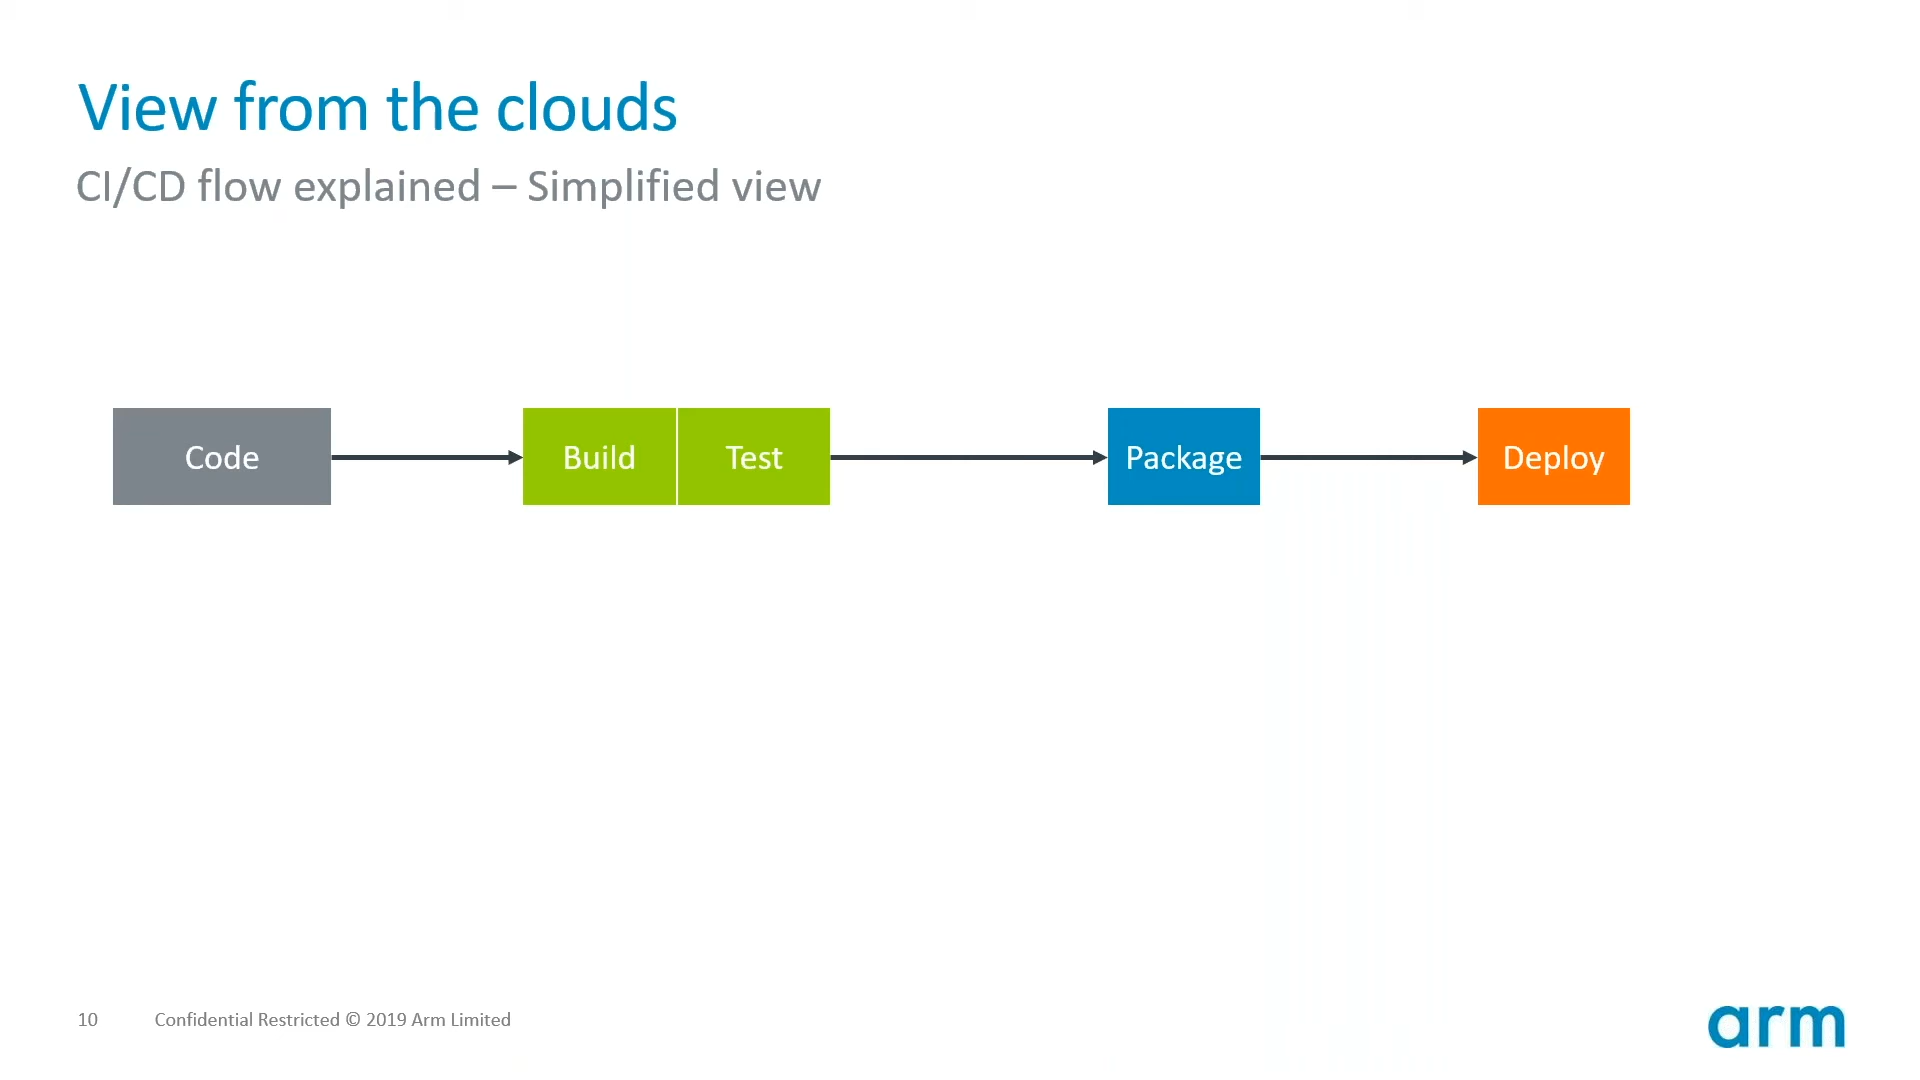 View from the clouds
CI/CD flow explained – Simplified view
Code
Build
Test
Package
Deploy
10
Confidential Restricted © 2019 Arm Limited
arm